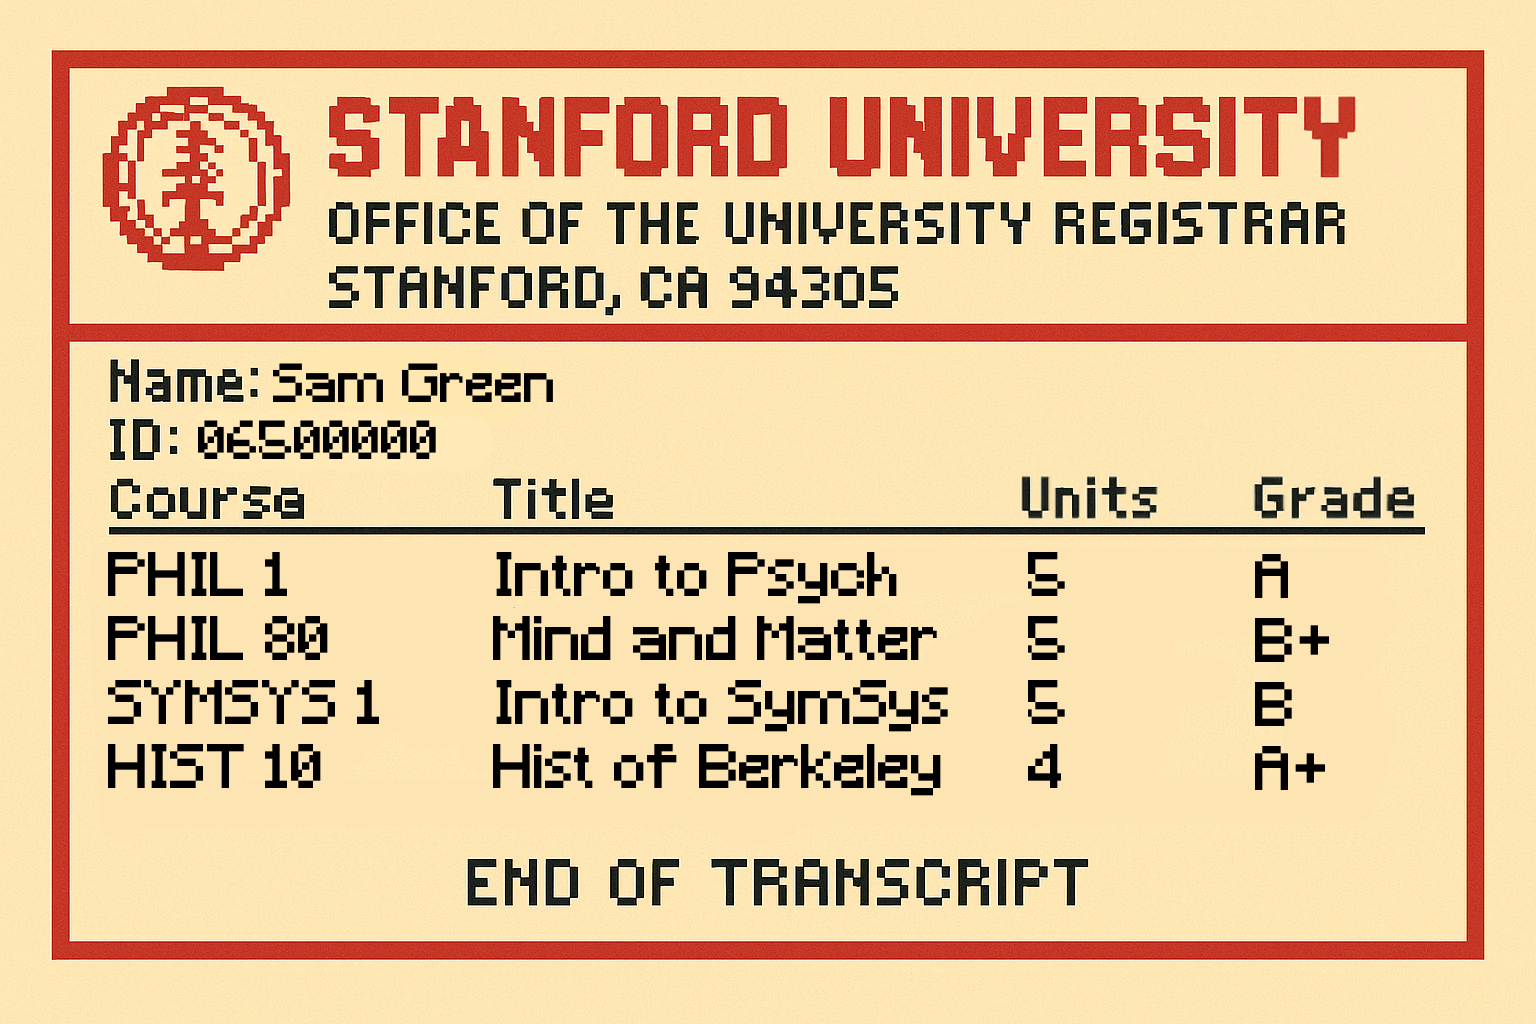 STANFORD UNIVERSITY
OFFICE OF THE UNIVERSITY REGISTRAR
STANFORD, CA 94305
Name: Sam Green
ID: 06500000
Course Title Units Grade
PHIL 1 Intro to Psych 5 A
PHIL 80 Mind and Matter 5 B+
SYMSYS 1 Intro to SymSys 5 B
HIST 10 Hist of Berkeley 4 A+
END OF TRANSCRIPT